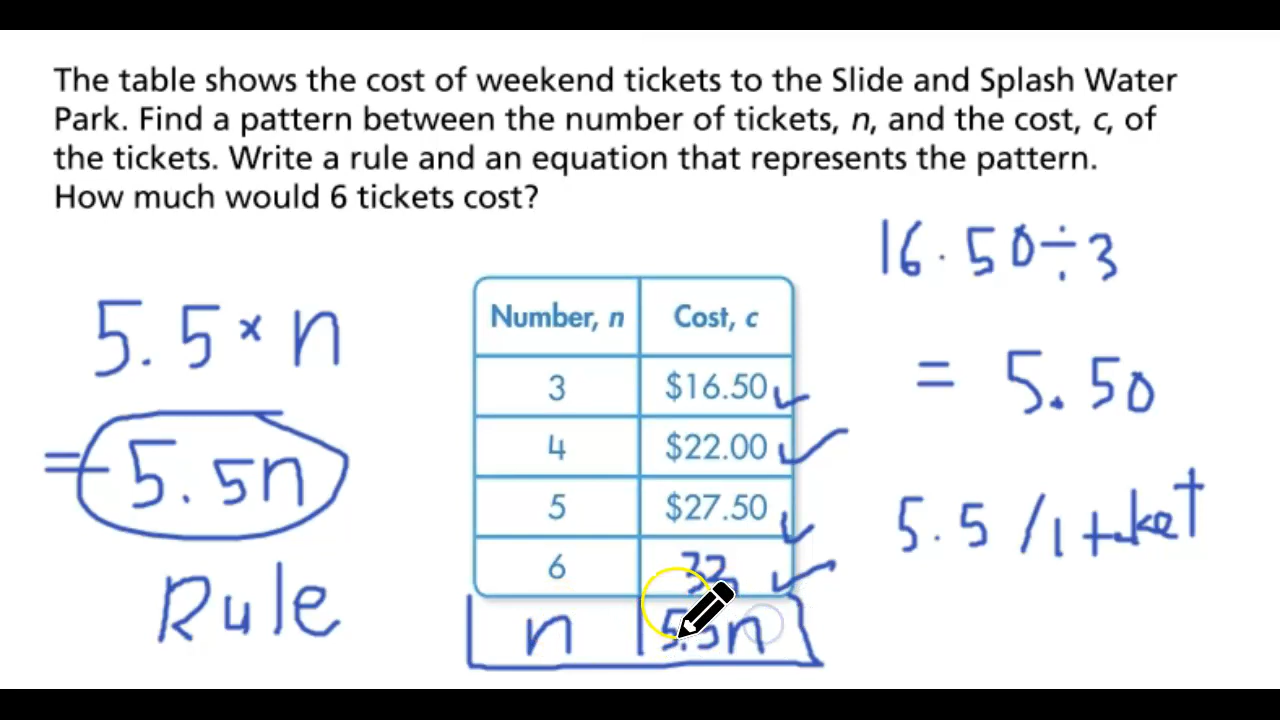 The table shows the cost of weekend tickets to the Slide and Splash Water
Park. Find a pattern between the number of tickets, n, and the cost, c, of
the tickets. Write a rule and an equation that represents the pattern.
How much would 6 tickets cost?
16.50÷3
= 5.50
5.5 / 1 ticket
5.5 × n
= 5.5n
Rule
Number, n Cost, c
3 $16.50
4 $22.00
5 $27.50
6 33
n 5.5n